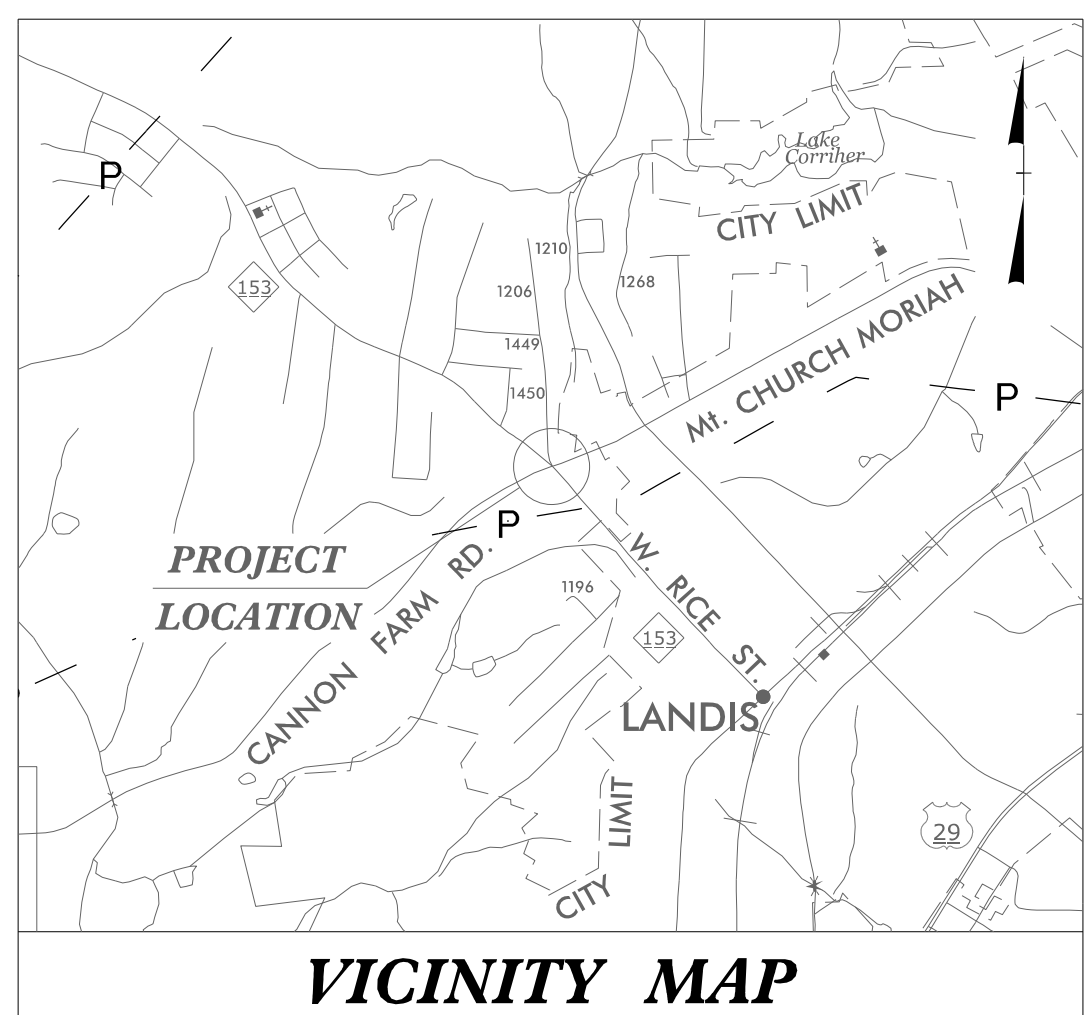 Lake
Corriher
P
CITY LIMIT
1210
153
1206
1268
Mt. CHURCH MORIAH
1449
1450
P
P
PROJECT
LOCATION
CANNON FARM RD.
W. RICE ST.
1196
153
LANDIS
CITY LIMIT
29
VICINITY MAP